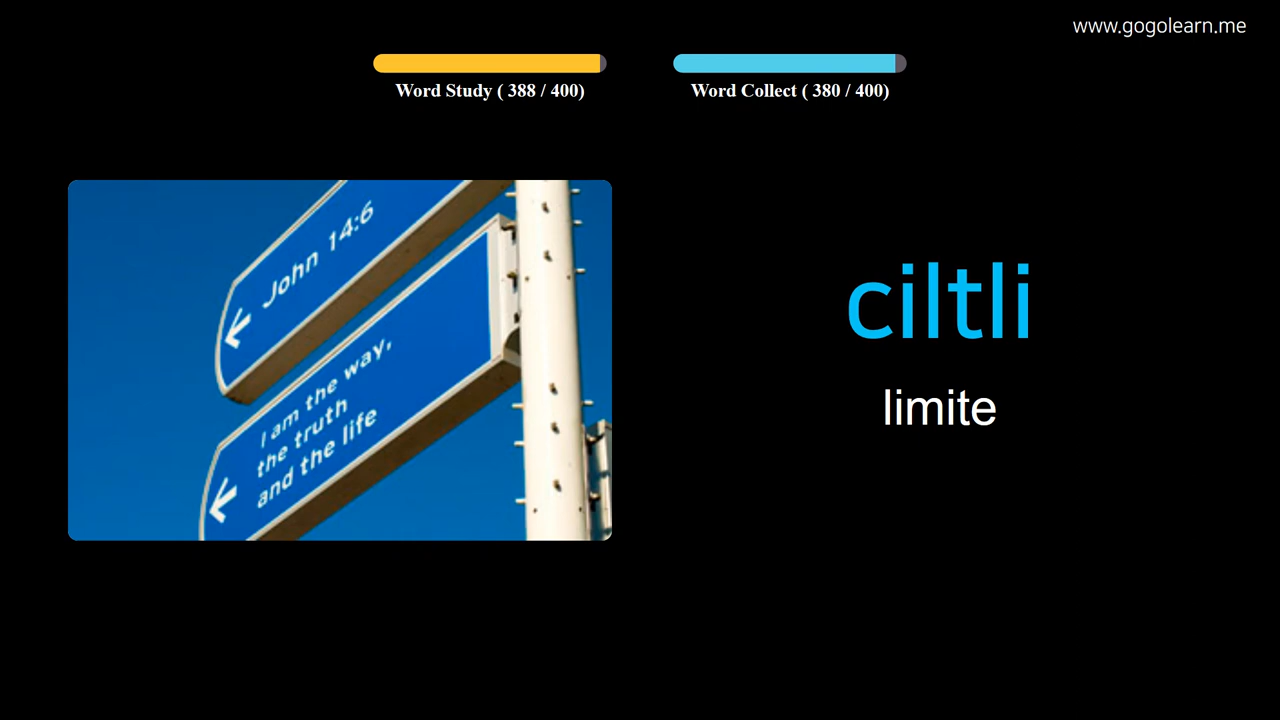 www.gogolearn.me
Word Study ( 388 / 400)
Word Collect ( 380 / 400)
John 14:6
I am the way,
the truth
and the life
ciltli
limite